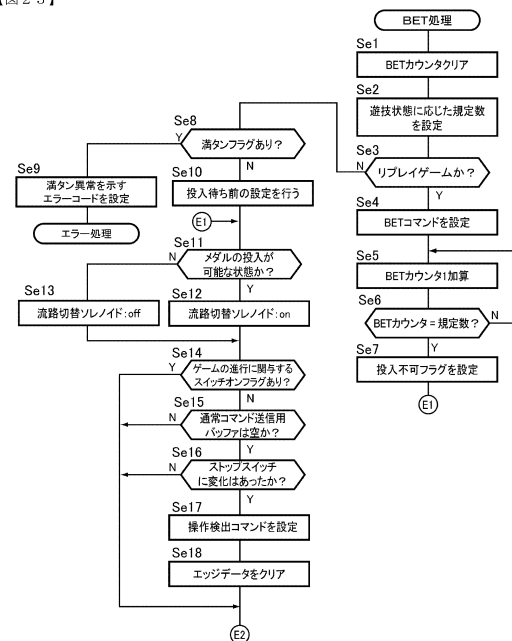 【図２５】
BET処理
Se1
BETカウンタクリア
Se2
遊技状態に応じた規定数
を設定
Se3
リプレイゲームか？
N
Y
Se4
BETコマンドを設定
Se5
BETカウンタ1加算
Se6
BETカウンタ＝規定数？
N
Y
Se7
投入不可フラグを設定
E1
Se8
満タンフラグあり？
Y
N
Se9
満タン異常を示す
エラーコードを設定
エラー処理
Se10
投入待ち前の設定を行う
E1
Se11
メダルの投入が
可能な状態か？
N
Y
Se13
流路切替ソレノイド：off
Se12
流路切替ソレノイド：on
Se14
ゲームの進行に関与する
スイッチオンフラグあり？
Y
N
Se15
通常コマンド送信用
バッファは空か？
N
Y
Se16
ストップスイッチ
に変化はあったか？
N
Y
Se17
操作検出コマンドを設定
Se18
エッジデータをクリア
E2